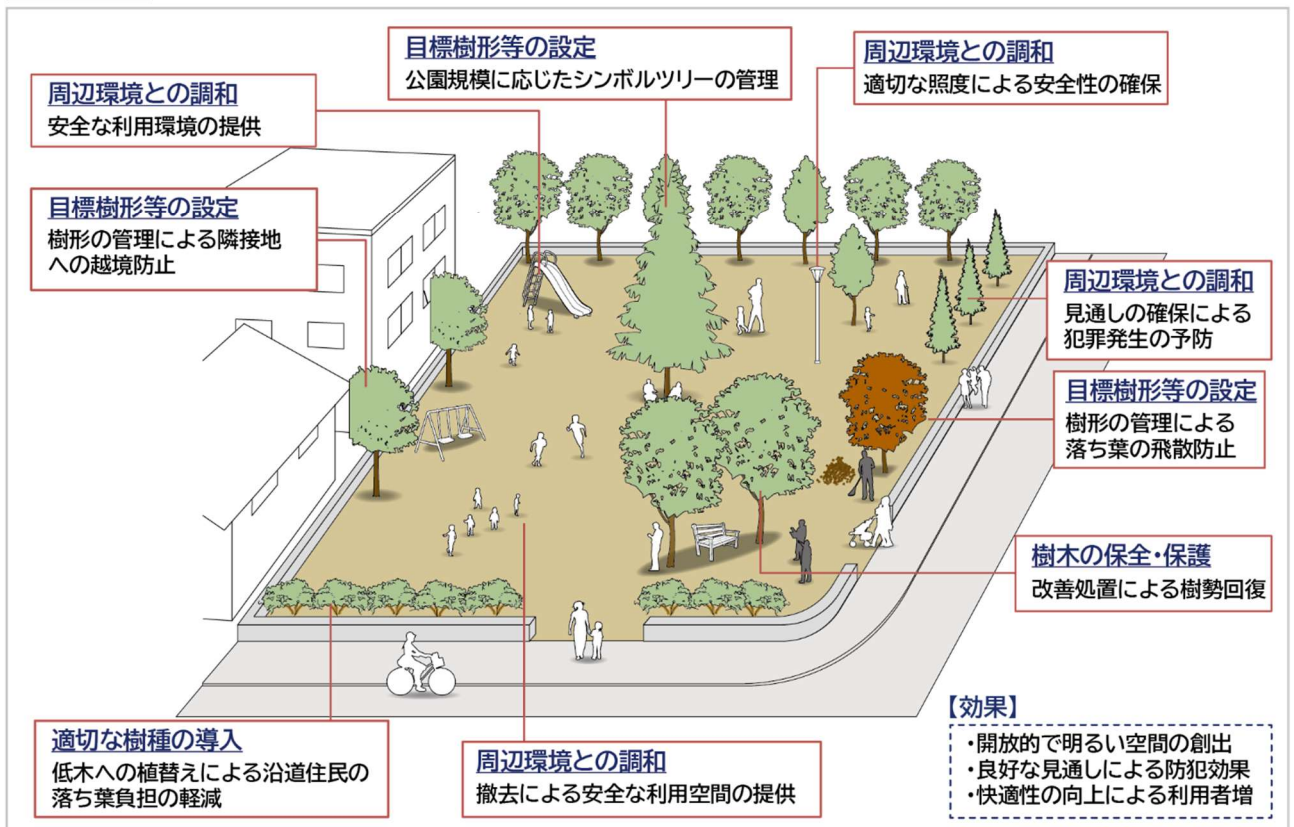 目標樹形等の設定
公園規模に応じたシンボルツリーの管理
周辺環境との調和
適切な照度による安全性の確保
周辺環境との調和
安全な利用環境の提供
目標樹形等の設定
樹形の管理による隣接地
への越境防止
周辺環境との調和
見通しの確保による
犯罪発生の予防
目標樹形等の設定
樹形の管理による
落ち葉の飛散防止
樹木の保全・保護
改善処置による樹勢回復
適切な樹種の導入
低木への植替えによる沿道住民の
落ち葉負担の軽減
周辺環境との調和
撤去による安全な利用空間の提供
【効果】
・開放的で明るい空間の創出
・良好な見通しによる防犯効果
・快適性の向上による利用者増